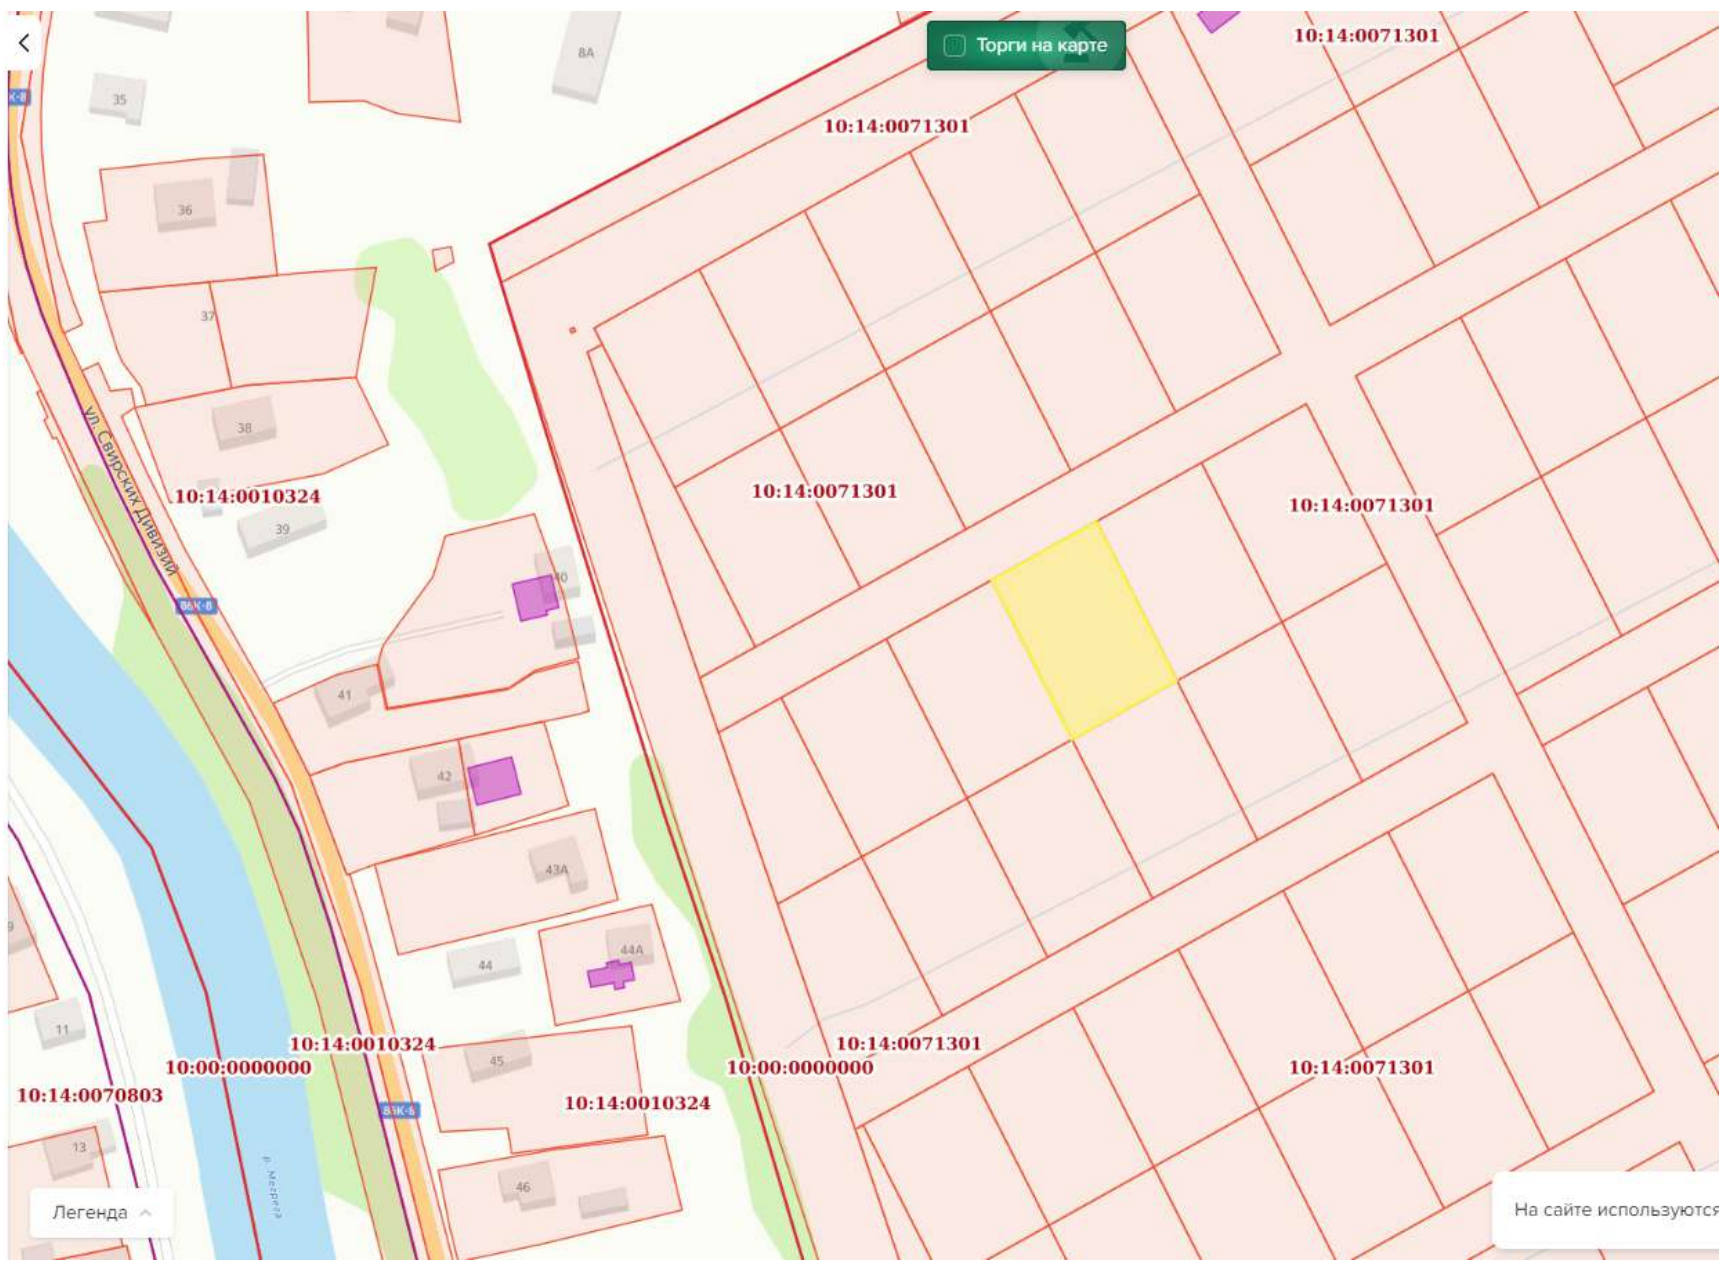 8А
Торги на карте
10:14:0071301
35
10:14:0071301
36
37
38
ул. Свирских Дивизий
10:14:0010324
39
10:14:0071301
10:14:0071301
40
86К-8
41
42
43А
44А
44
11
10:14:0010324
10:14:0071301
10:00:0000000
10:00:0000000
10:14:0071301
45
10:14:0070803
10:14:0010324
86К-8
13
р. Мегрега
46
Легенда
На сайте используются